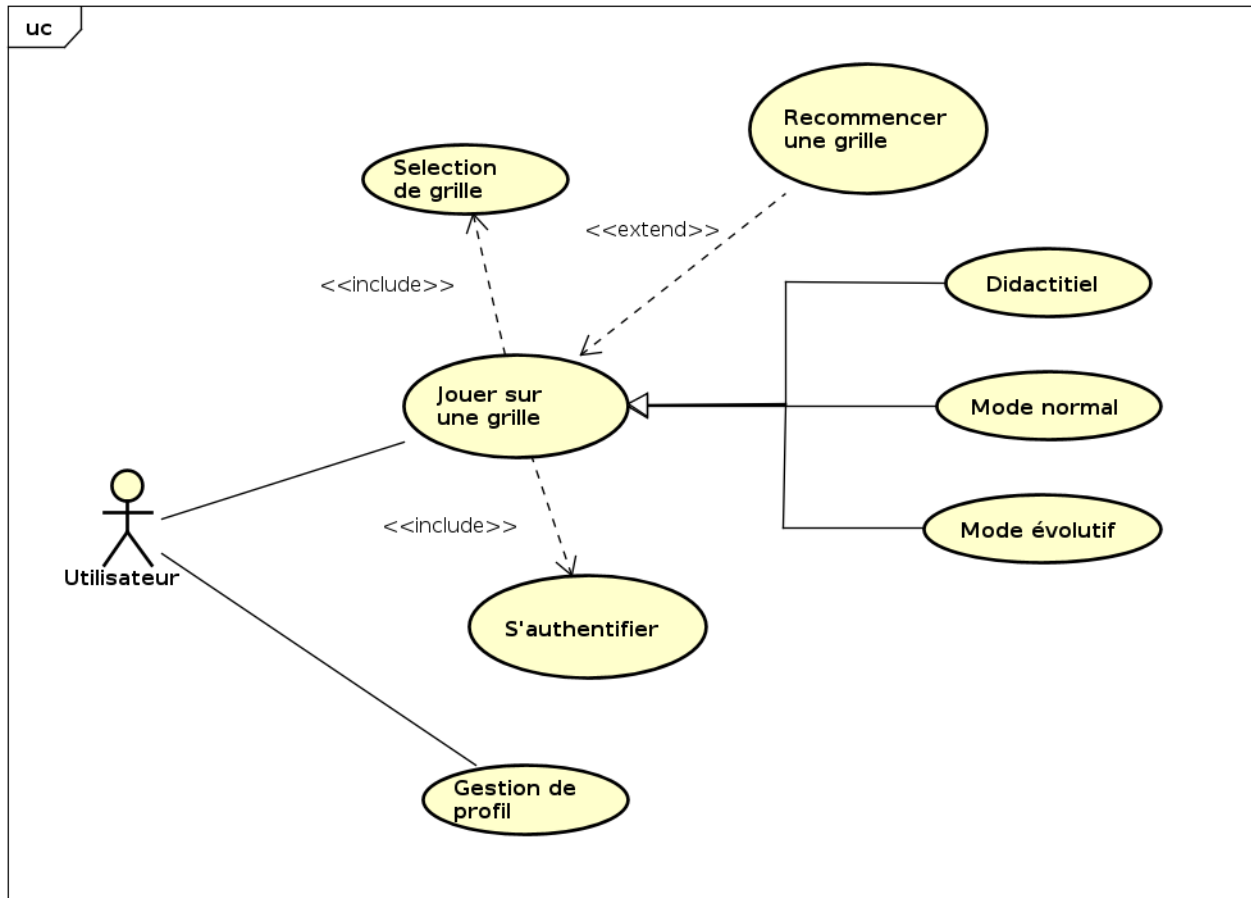 uc
Recommencer
une grille
Selection
de grille
<<extend>>
<<include>>
Didactitiel
Jouer sur
une grille
Mode normal
<<include>>
Mode évolutif
Utilisateur
S'authentifier
Gestion de
profil